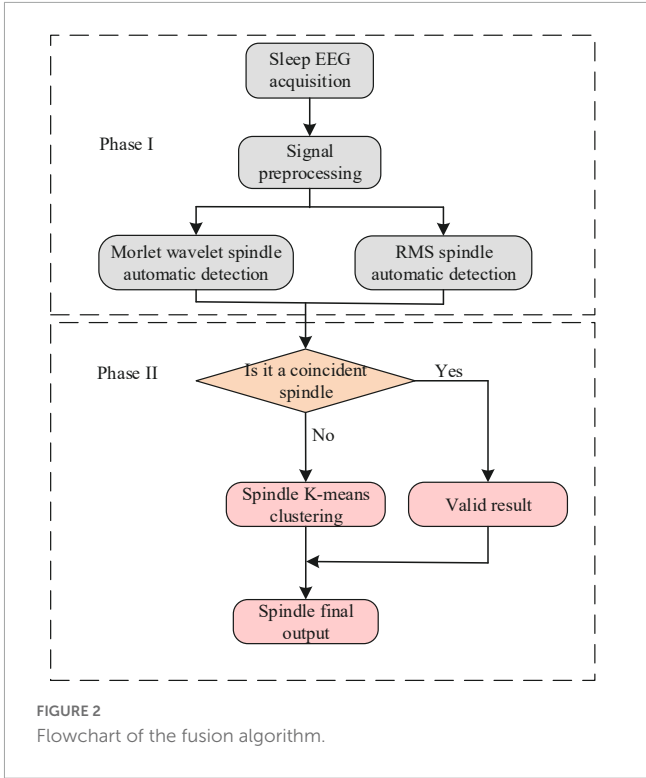 Sleep EEG
acquisition
Phase I
Signal
preprocessing
Morlet wavelet spindle
automatic detection
RMS spindle
automatic detection
Phase II
Is it a coincident
spindle
Yes
No
Spindle K-means
clustering
Valid result
Spindle final
output
FIGURE 2
Flowchart of the fusion algorithm.